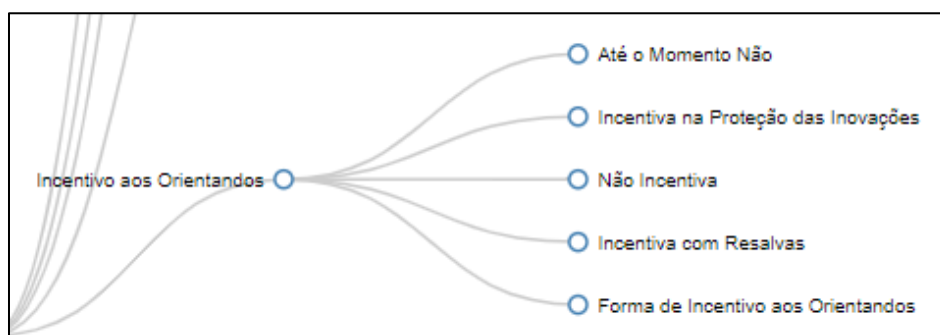 Até o Momento Não
Incentiva na Proteção das Inovações
Incentivo aos Orientandos
Não Incentiva
Incentiva com Resalvas
Forma de Incentivo aos Orientandos